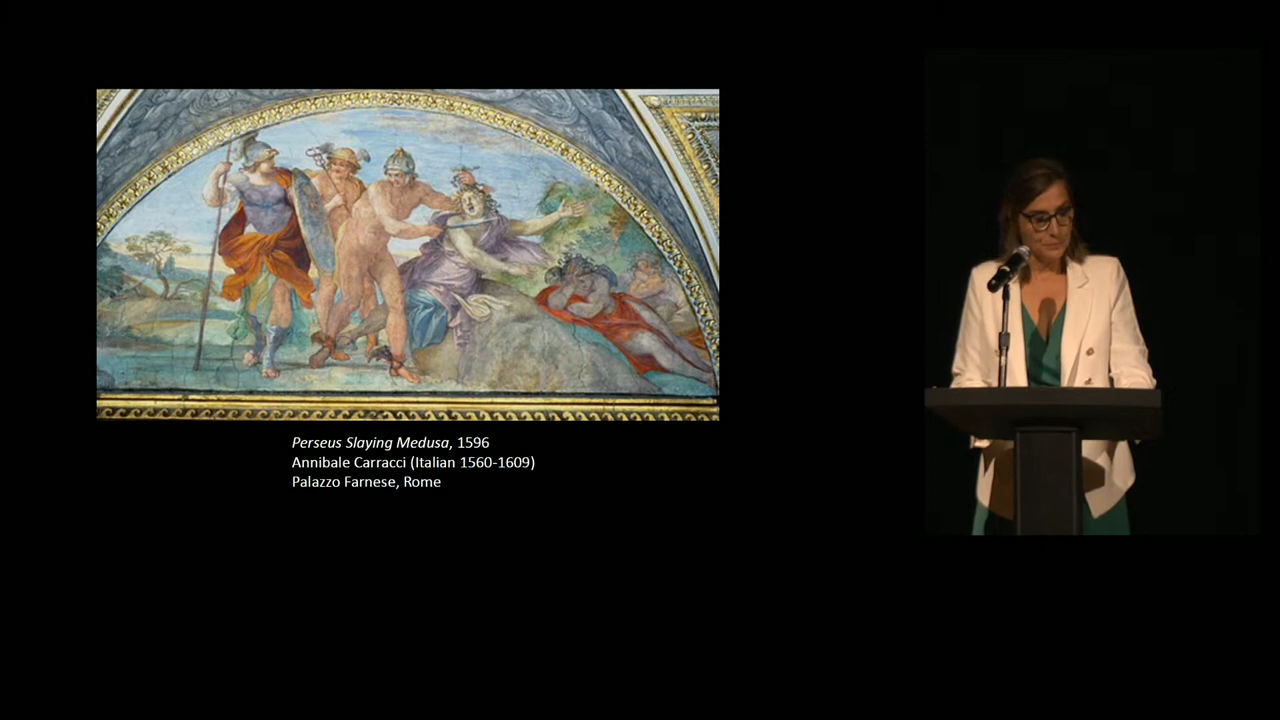 Perseus Slaying Medusa, 1596
Annibale Carracci (Italian 1560-1609)
Palazzo Farnese, Rome